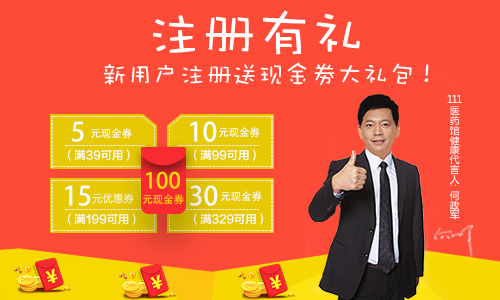 注册有礼
新用户注册送现金券大礼包！
5元现金券
（满39可用）
10元现金券
（满99可用）
100
元现金券
15元优惠券
（满199可用）
30元现金券
（满329可用）
111医药馆健康代言人 何政军
¥
¥
¥
¥